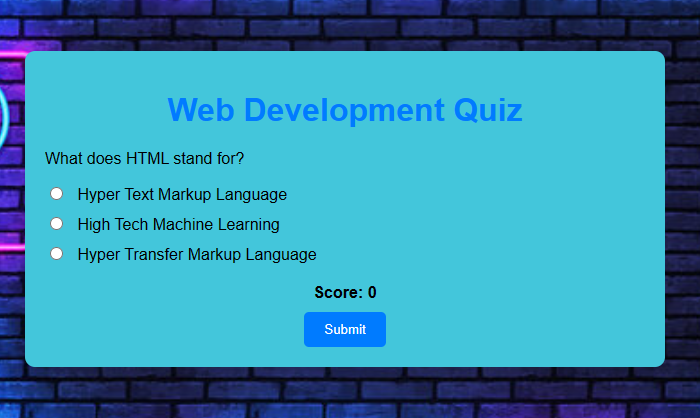 Web Development Quiz
What does HTML stand for?
Hyper Text Markup Language
High Tech Machine Learning
Hyper Transfer Markup Language
Score: 0
Submit